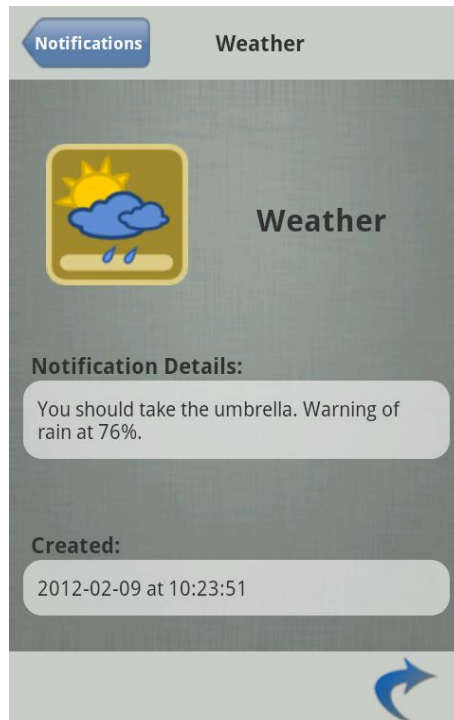 Notifications
Weather
Weather
Notification Details:
You should take the umbrella. Warning of
rain at 76%.
Created:
2012-02-09 at 10:23:51